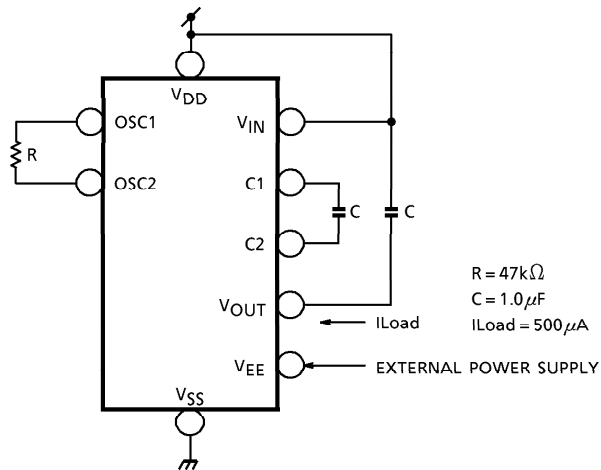 VDD
OSC1
VIN
R
OSC2
C1
C
C
C2
R = 47kΩ
C = 1.0μF
VOUT
ILoad
ILoad = 500μA
VEE
EXTERNAL POWER SUPPLY
VSS